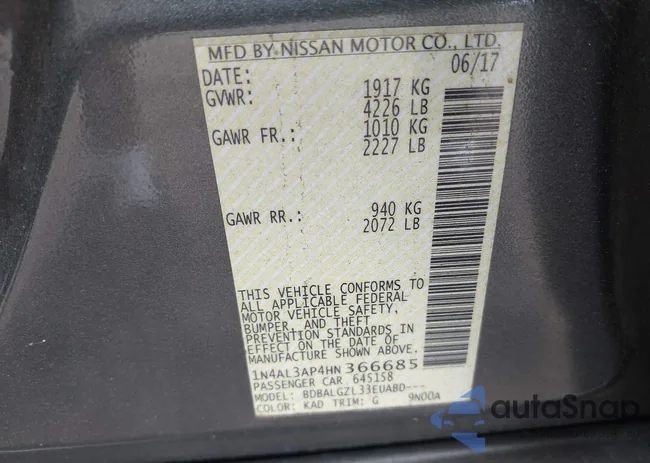 MFD BY NISSAN MOTOR CO., LTD.
DATE: 06/17
GVWR: 1917 KG
4226 LB
GAWR FR.: 1010 KG
2227 LB
GAWR RR.: 940 KG
2072 LB
THIS VEHICLE CONFORMS TO
ALL APPLICABLE FEDERAL
MOTOR VEHICLE SAFETY,
BUMPER, AND THEFT
PREVENTION STANDARDS IN
EFFECT ON THE DATE OF
MANUFACTURE SHOWN ABOVE.
1N4AL3AP4HN366685
PASSENGER CAR 645158
MODEL: BDBALGZL33EUABD---
COLOR: KAD TRIM: G 9N00A
autoSnap